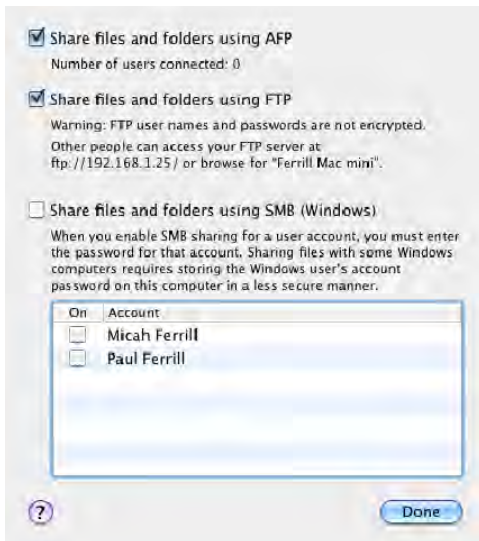 Share files and folders using AFP
Number of users connected: 0
Share files and folders using FTP
Warning: FTP user names and passwords are not encrypted.
Other people can access your FTP server at
ftp://192.168.1.25/ or browse for "Ferrill Mac mini".
Share files and folders using SMB (Windows)
When you enable SMB sharing for a user account, you must enter
the password for that account. Sharing files with some Windows
computers requires storing the Windows user's account
password on this computer in a less secure manner.
On Account
Micah Ferrill
Paul Ferrill
?
Done